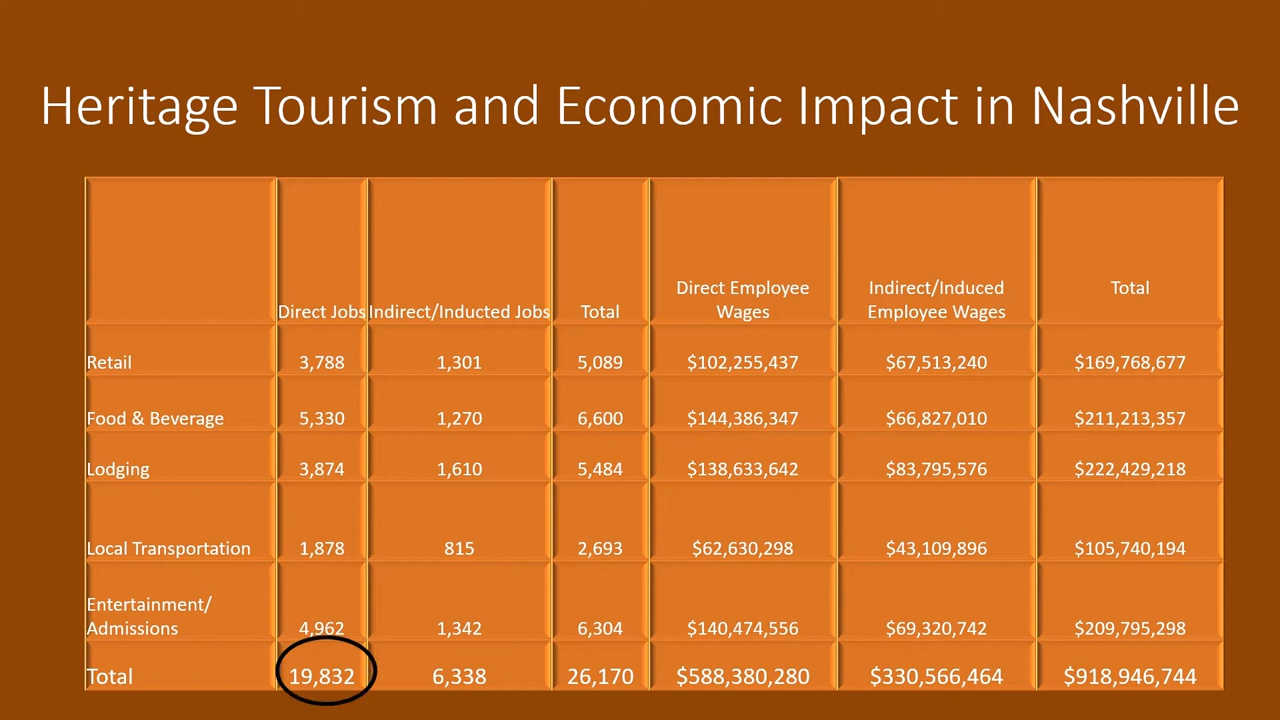 Heritage Tourism and Economic Impact in Nashville
Direct Jobs Indirect/Inducted Jobs Total Direct Employee Wages Indirect/Induced Employee Wages Total
Retail 3,788 1,301 5,089 $102,255,437 $67,513,240 $169,768,677
Food & Beverage 5,330 1,270 6,600 $144,386,347 $66,827,010 $211,213,357
Lodging 3,874 1,610 5,484 $138,633,642 $83,795,576 $222,429,218
Local Transportation 1,878 815 2,693 $62,630,298 $43,109,896 $105,740,194
Entertainment/
Admissions 4,962 1,342 6,304 $140,474,556 $69,320,742 $209,795,298
Total 19,832 6,338 26,170 $588,380,280 $330,566,464 $918,946,744